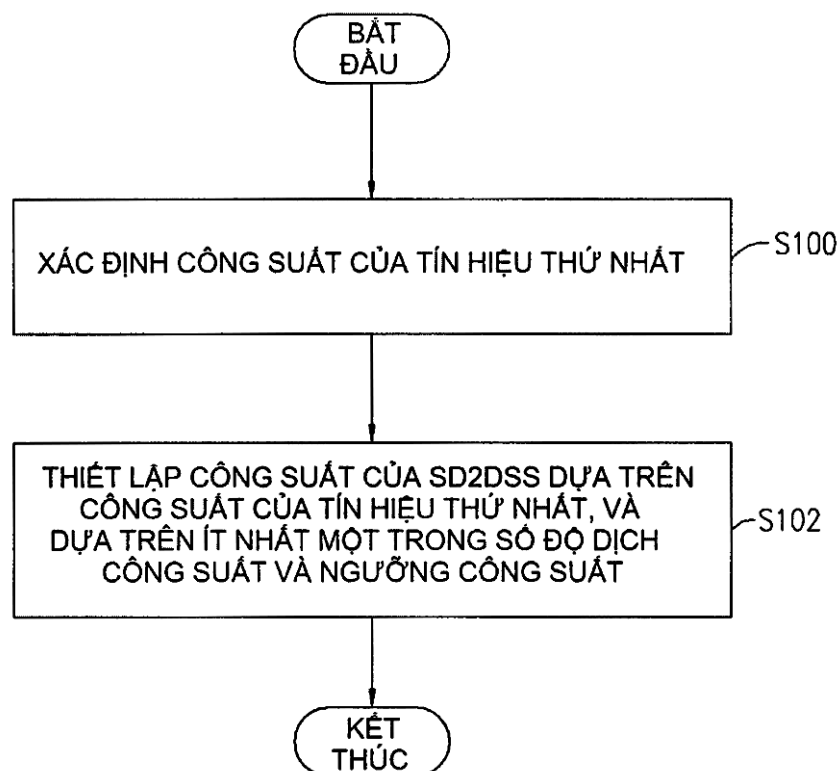 BẮT
ĐẦU
XÁC ĐỊNH CÔNG SUẤT CỦA TÍN HIỆU THỨ NHẤT
S100
THIẾT LẬP CÔNG SUẤT CỦA SD2DSS DỰA TRÊN
CÔNG SUẤT CỦA TÍN HIỆU THỨ NHẤT, VÀ
DỰA TRÊN ÍT NHẤT MỘT TRONG SỐ ĐỘ DỊCH
CÔNG SUẤT VÀ NGƯỠNG CÔNG SUẤT
S102
KẾT
THÚC